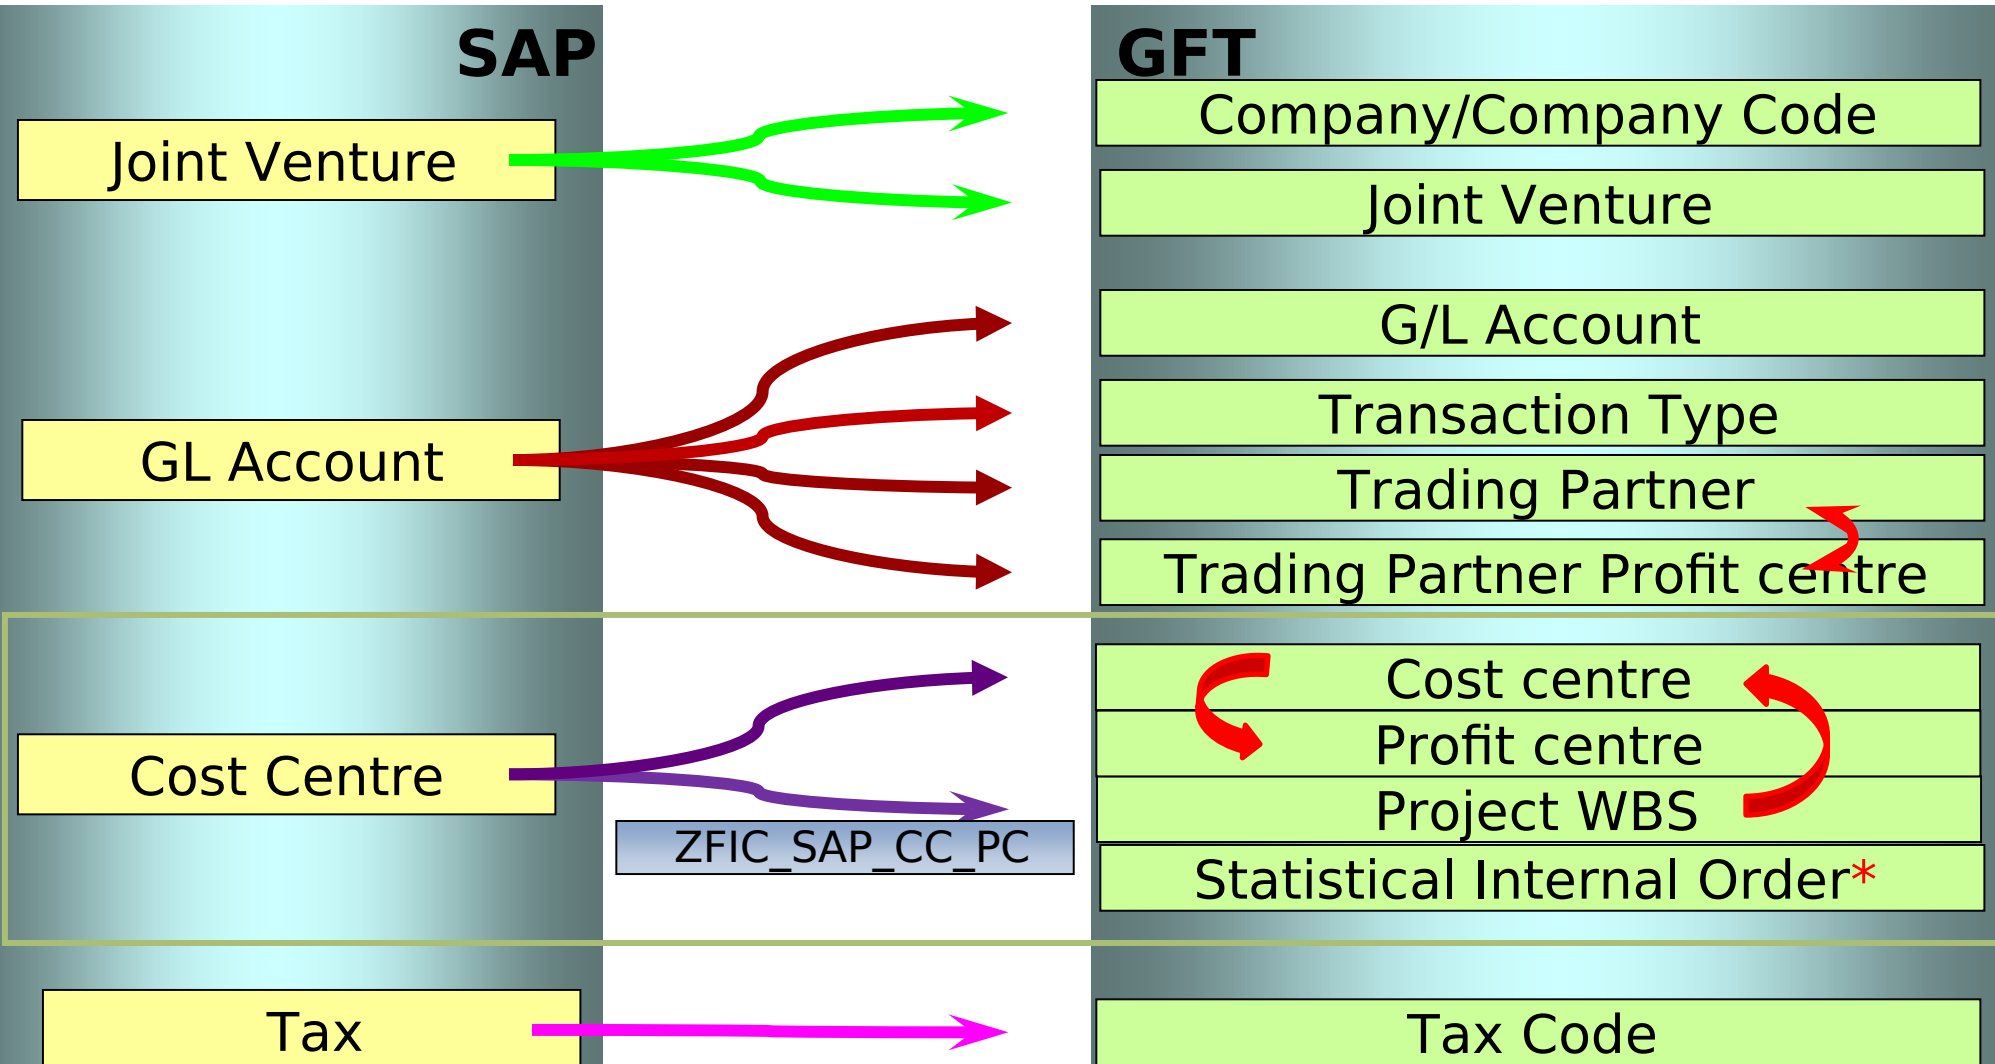 SAP
GFT
Company/Company Code
Joint Venture
Joint Venture
G/L Account
GL Account
Transaction Type
Trading Partner
Trading Partner Profit centre
Cost centre
Cost Centre
Profit centre
Project WBS
ZFIC_SAP_CC_PC
Statistical Internal Order*
Tax
Tax Code